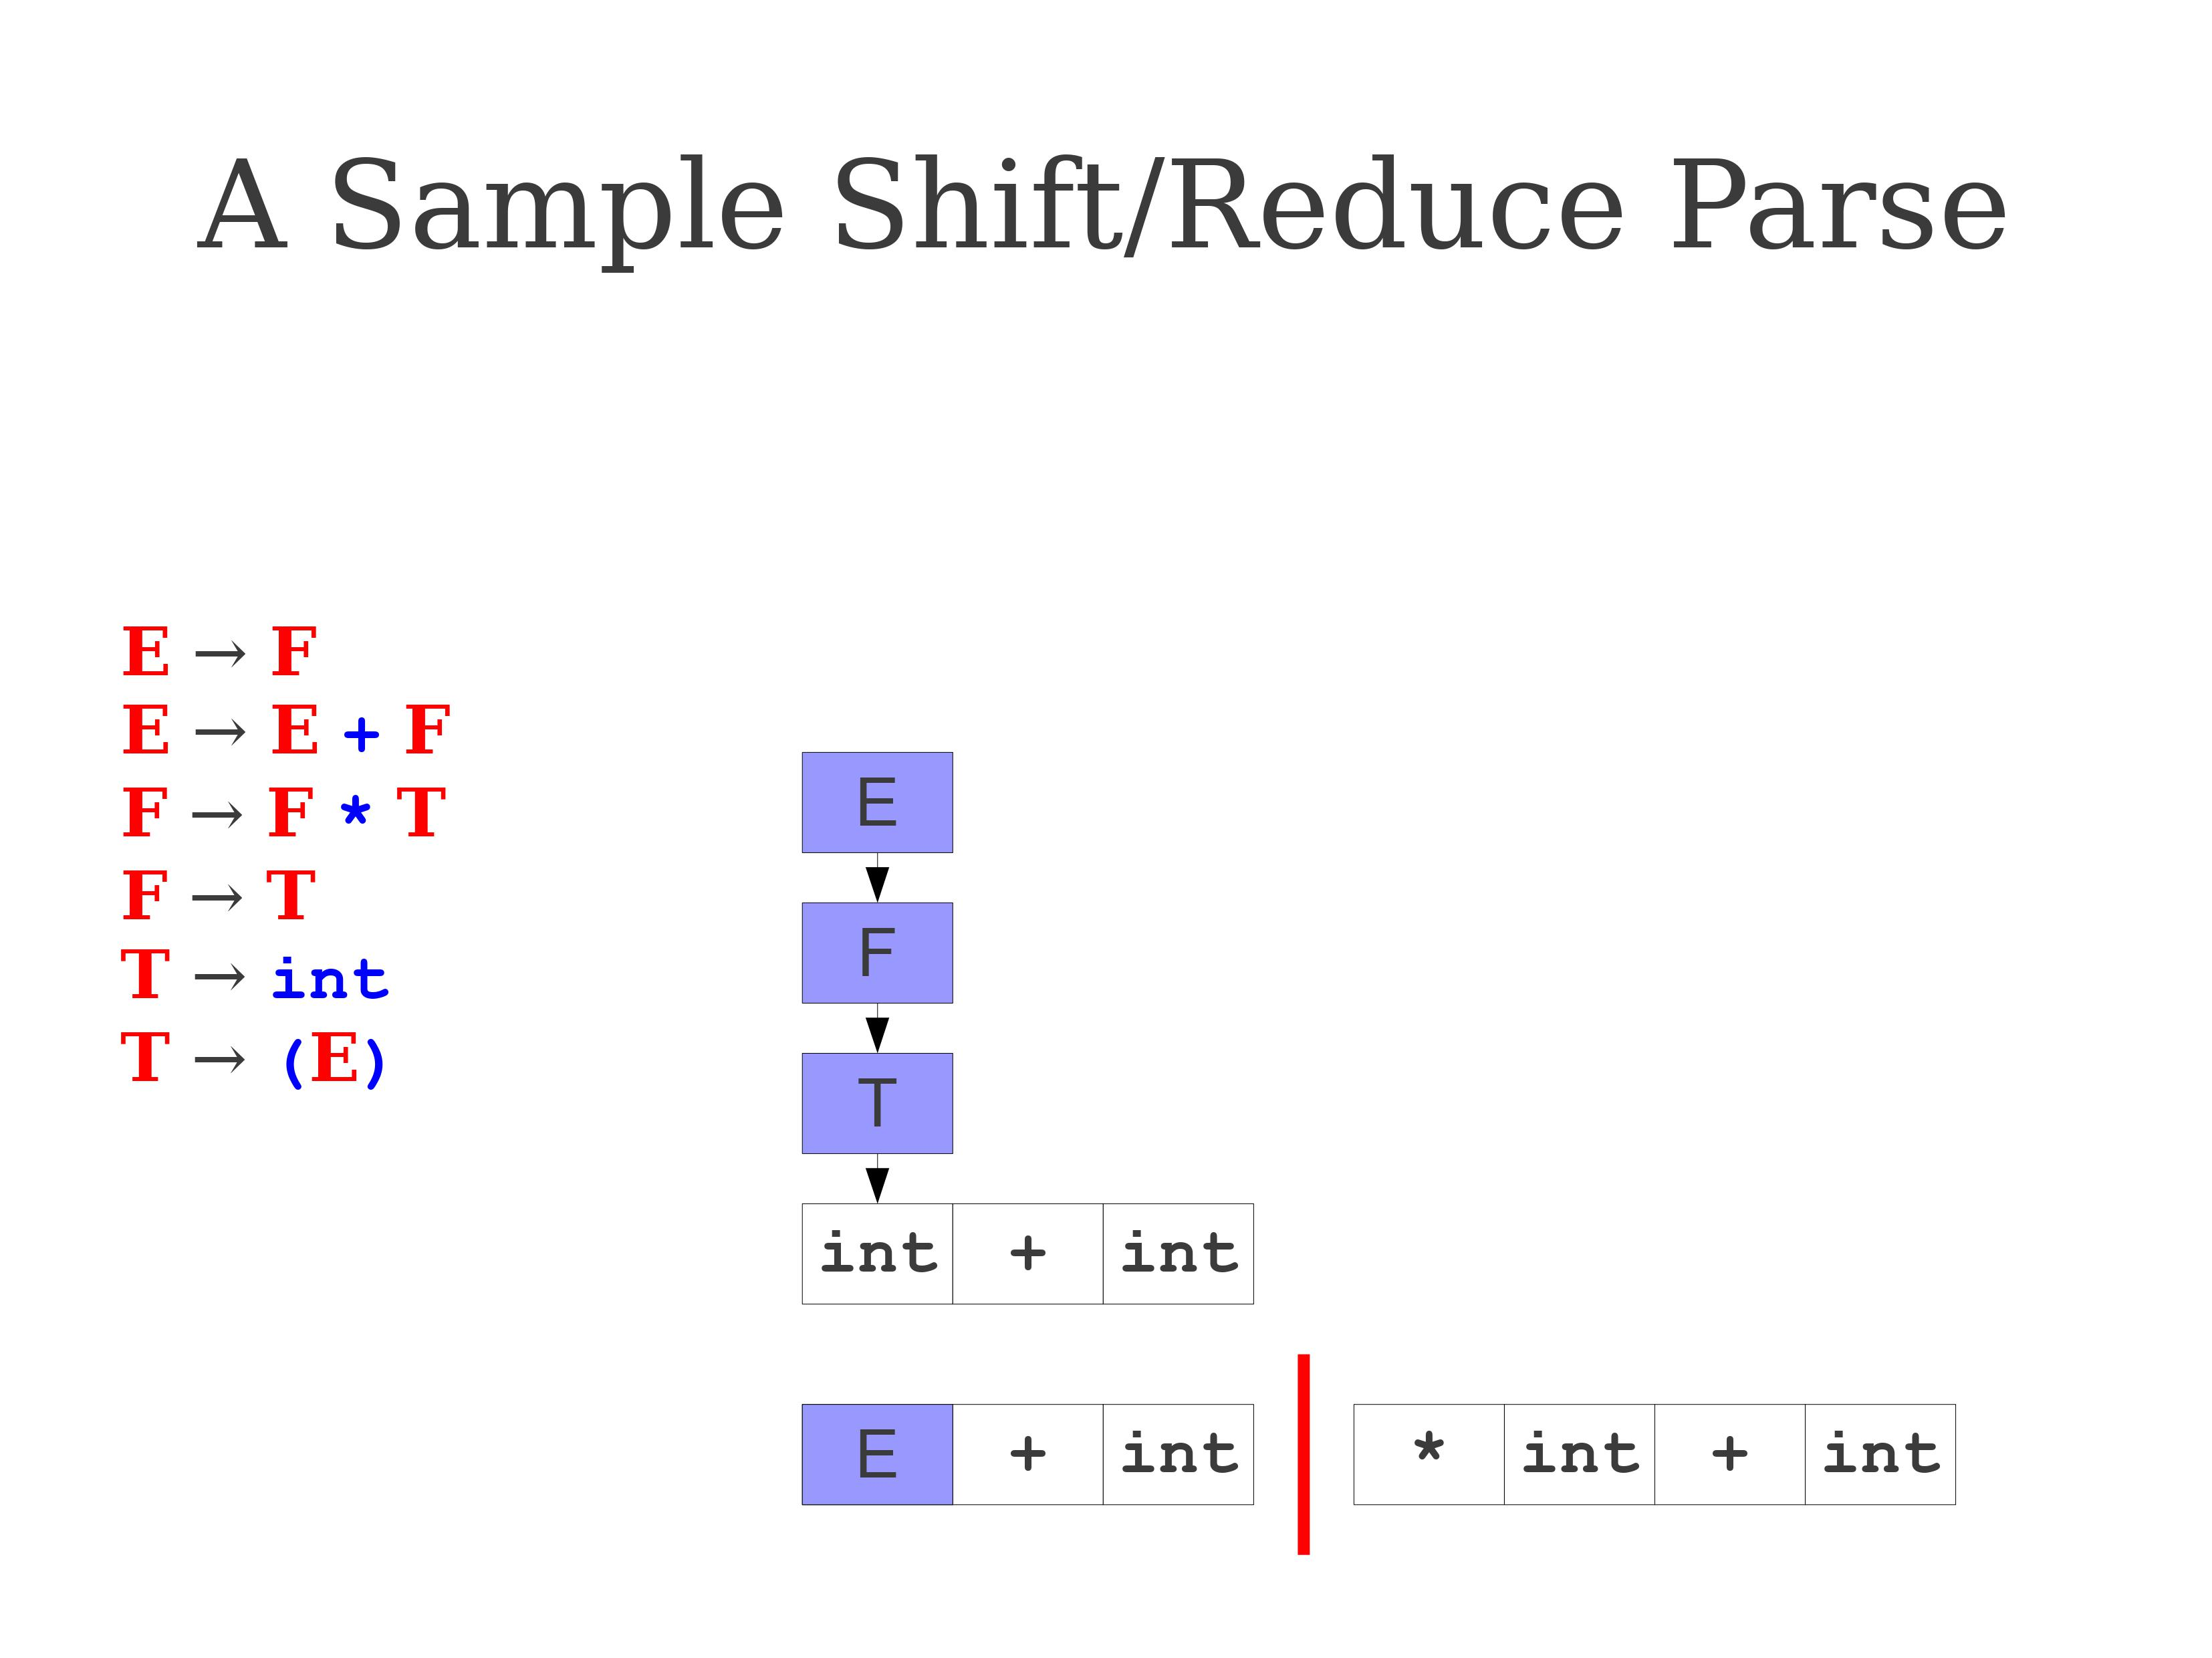 A Sample Shift/Reduce Parse
E → F
E → E + F
F → F * T
F → T
T → int
T → (E)
E
F
T
int + int
E + int * int + int